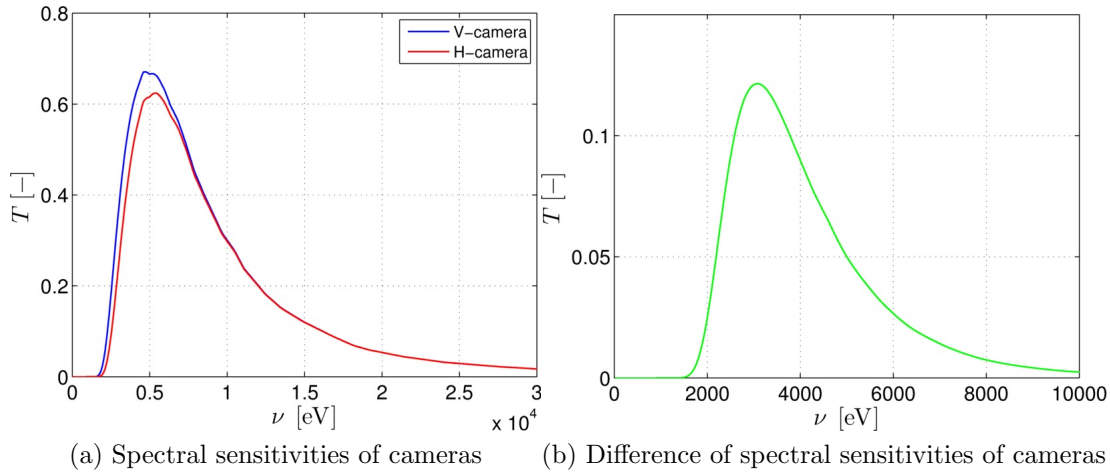 0.8
0.6
0.4
0.2
0
T [−]
0 0.5 1 1.5 2 2.5 3
ν [eV]
x 10^4
V−camera
H−camera
(a) Spectral sensitivities of cameras
0.1
0.05
0
T [−]
0 2000 4000 6000 8000 10000
ν [eV]
(b) Difference of spectral sensitivities of cameras